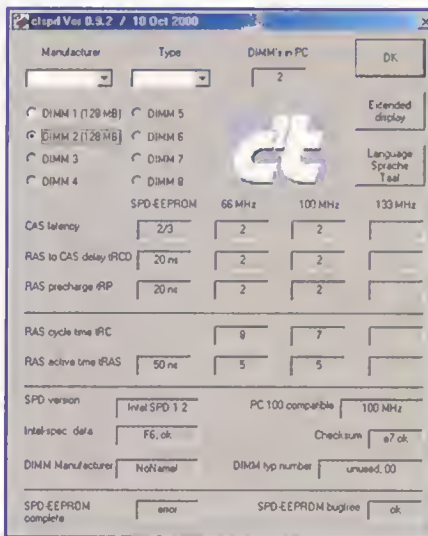 ctspd Ver 0.9.2 / 18 Oct 2000
Manufacturer Type DIMM's in PC OK
2
DIMM 1 (128 MB) DIMM 5 Extended display
DIMM 2 (128 MB) DIMM 6
DIMM 3 DIMM 7 Language Sprache Taal
DIMM 4 DIMM 8
ct
SPD-EEPROM 66 MHz 100 MHz 133 MHz
CAS latency 2/3 2 2
RAS to CAS delay tRCD 20 ns 2 2
RAS precharge tRP 20 ns 2 2
RAS cycle time tRC 8 7
RAS active time tRAS 50 ns 5 5
SPD version Intel SPD 1.2 PC 100 compatible 100 MHz
Intel-spec. data F6, ok Checksum a7 ok
DIMM Manufacturer NoName! DIMM typ number unused, 00
SPD-EEPROM complete error SPD-EEPROM bugfree ok